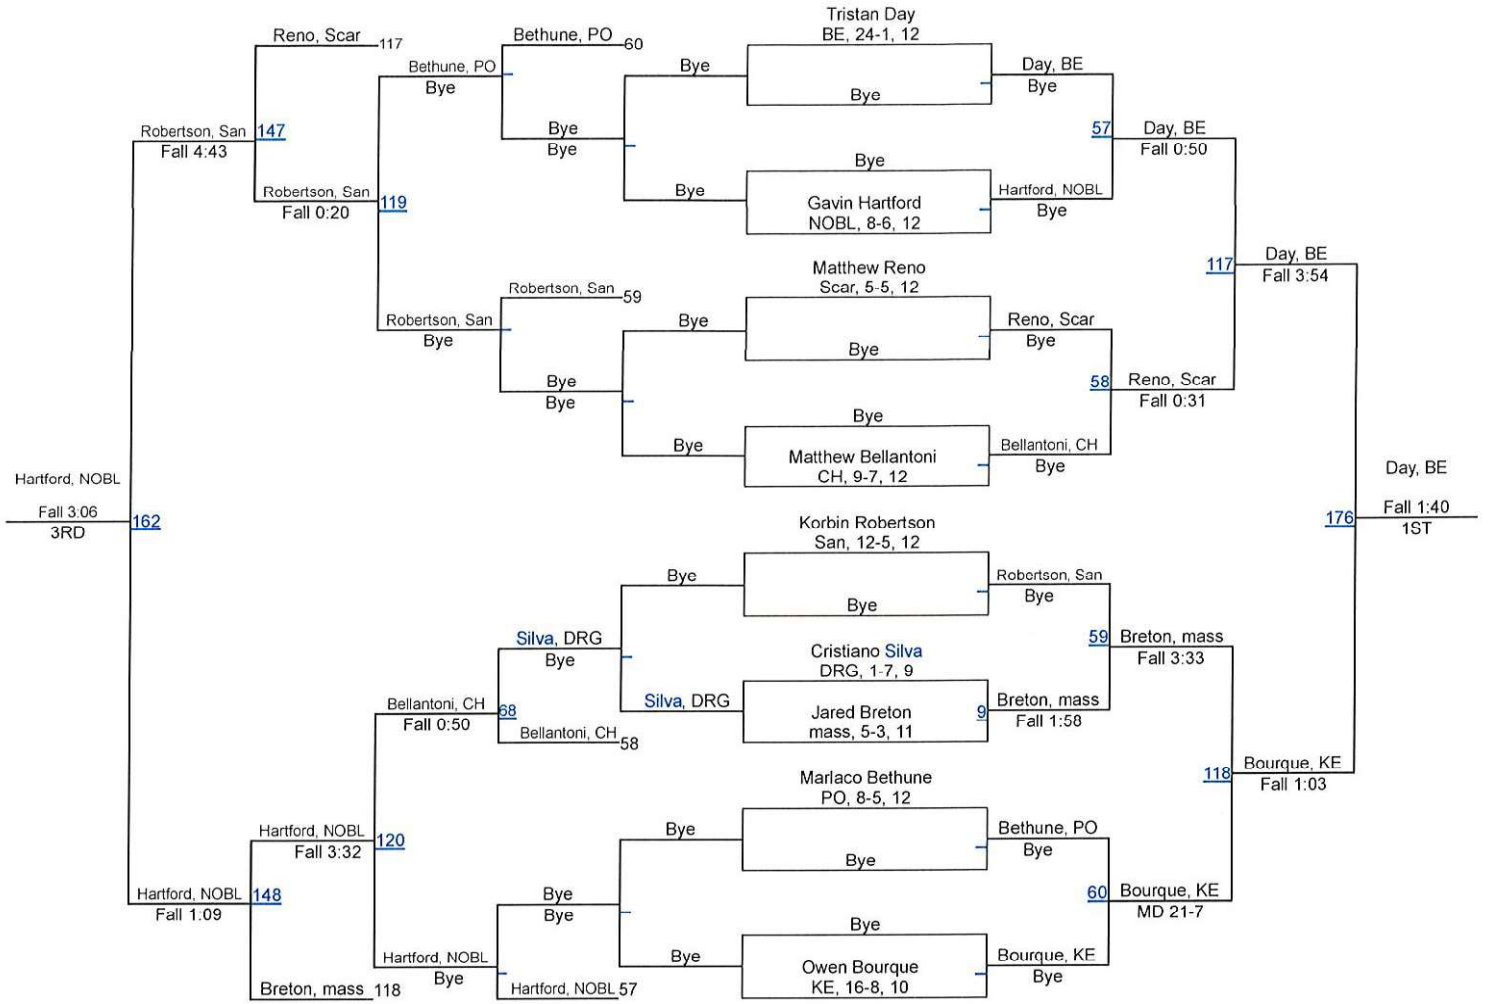 Tristan Day
BE, 24-1, 12
Reno, Scar 117
Bethune, PO 60
Bethune, PO
Bye
Bye
Bye
Day, BE
Bye
Robertson, San
Fall 4:43
147
Bye
Bye
57
Day, BE
Fall 0:50
Bye
Robertson, San
Fall 0:20
119
Bye
Gavin Hartford
NOBL, 8-6, 12
Hartford, NOBL
Bye
Matthew Reno
Scar, 5-5, 12
117
Day, BE
Fall 3:54
Robertson, San 59
Robertson, San
Bye
Bye
Bye
Reno, Scar
Bye
Bye
Bye
58
Reno, Scar
Fall 0:31
Bye
Bye
Matthew Bellantoni
CH, 9-7, 12
Bellantoni, CH
Bye
Hartford, NOBL
Fall 3:06
3RD
162
Day, BE
Fall 1:40
1ST
176
Korbin Robertson
San, 12-5, 12
Bye
Bye
Robertson, San
Bye
Silva, DRG
Bye
59
Breton, mass
Fall 3:33
Cristiano Silva
DRG, 1-7, 9
Silva, DRG
Jared Breton
mass, 5-3, 11
9
Breton, mass
Fall 1:58
Bellantoni, CH
Fall 0:50
68
Bellantoni, CH 58
118
Bourque, KE
Fall 1:03
Marlaco Bethune
PO, 8-5, 12
Hartford, NOBL
Fall 3:32
120
Bye
Bye
Bethune, PO
Bye
Hartford, NOBL
Fall 1:09
148
Bye
Bye
60
Bourque, KE
MD 21-7
Bye
Hartford, NOBL
Bye
Bye
Owen Bourque
KE, 16-8, 10
Bourque, KE
Bye
Breton, mass 118
Hartford, NOBL 57